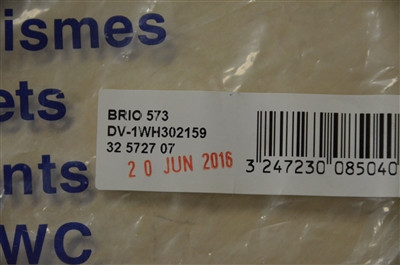 ismes
ets
nts
WC
BRIO 573
DV-1WH302159
32 5727 07
20 JUN 2016
3 247230 085040